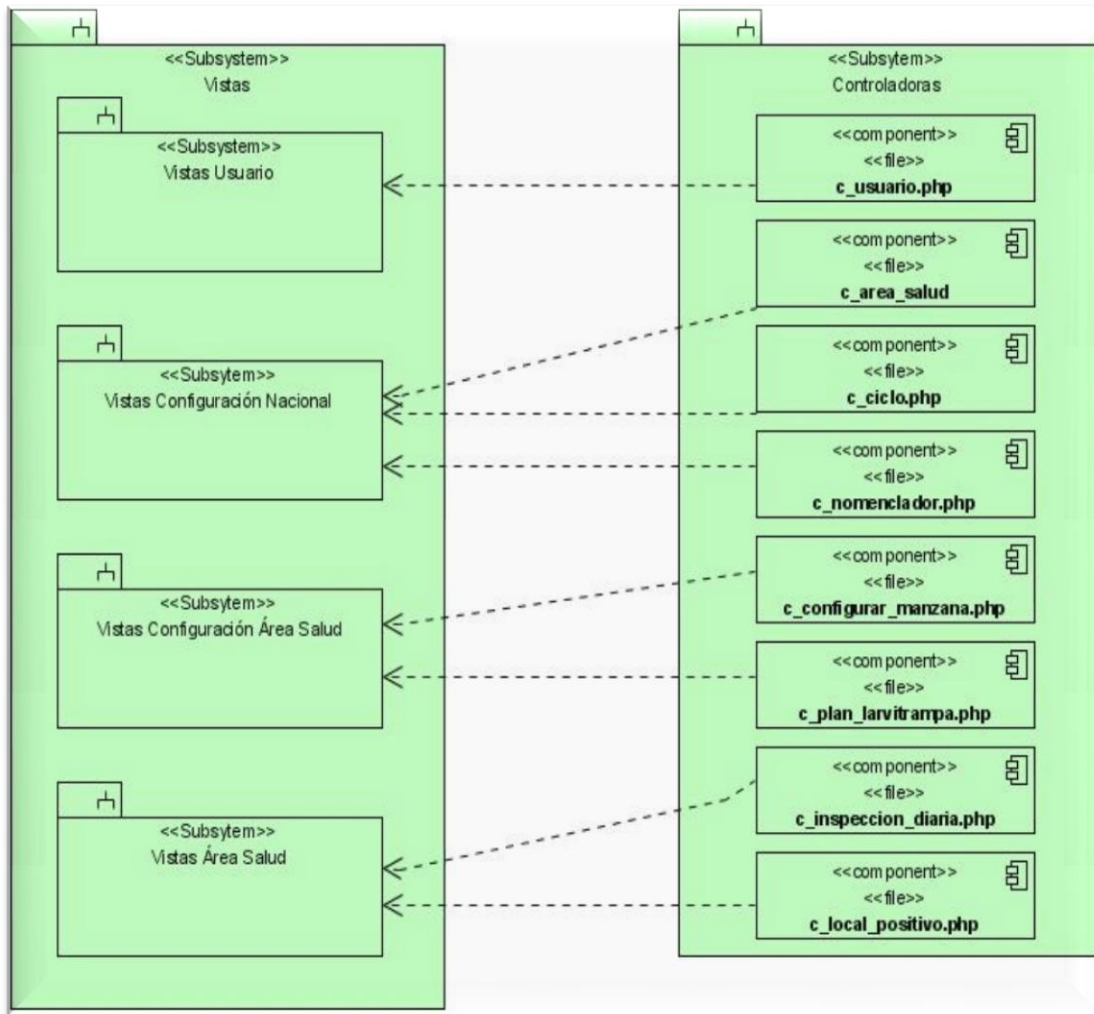 <<Subsystem>>
Vistas
<<Subsystem>>
Vistas Usuario
<<Subsytem>>
Vistas Configuración Nacional
<<Subsytem>>
Vistas Configuración Área Salud
<<Subsytem>>
Vistas Área Salud
<<Subsytem>>
Controladoras
<<component>>
<<file>>
c_usuario.php
<<component>>
<<file>>
c_area_salud
<<component>>
<<file>>
c_ciclo.php
<<component>>
<<file>>
c_nomenclador.php
<<component>>
<<file>>
c_configurar_manzana.php
<<component>>
<<file>>
c_plan_larvitrampa.php
<<component>>
<<file>>
c_inspeccion_diaria.php
<<component>>
<<file>>
c_local_positivo.php